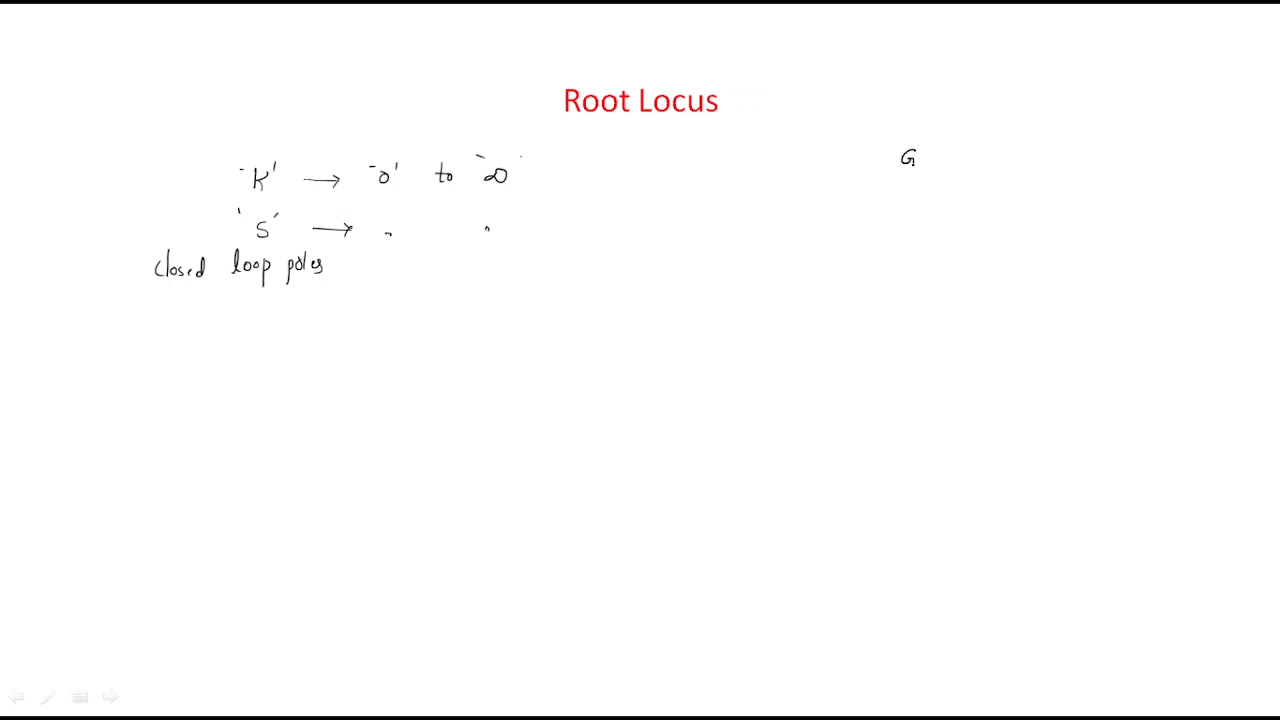 Root Locus
'K' → '0' to '∞'
G
'S' → " "
closed loop poles